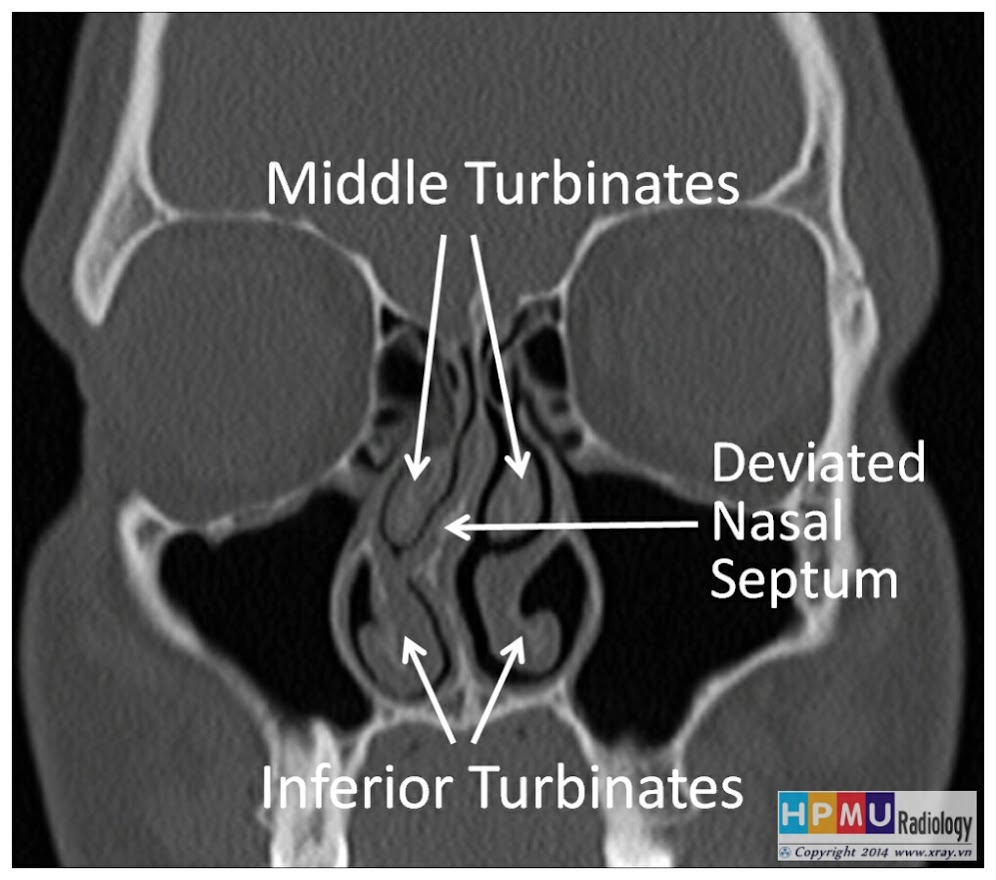 Middle Turbinates
Deviated
Nasal
Septum
Inferior Turbinates
HPMU Radiology
Copyright 2014 www.xray.vn